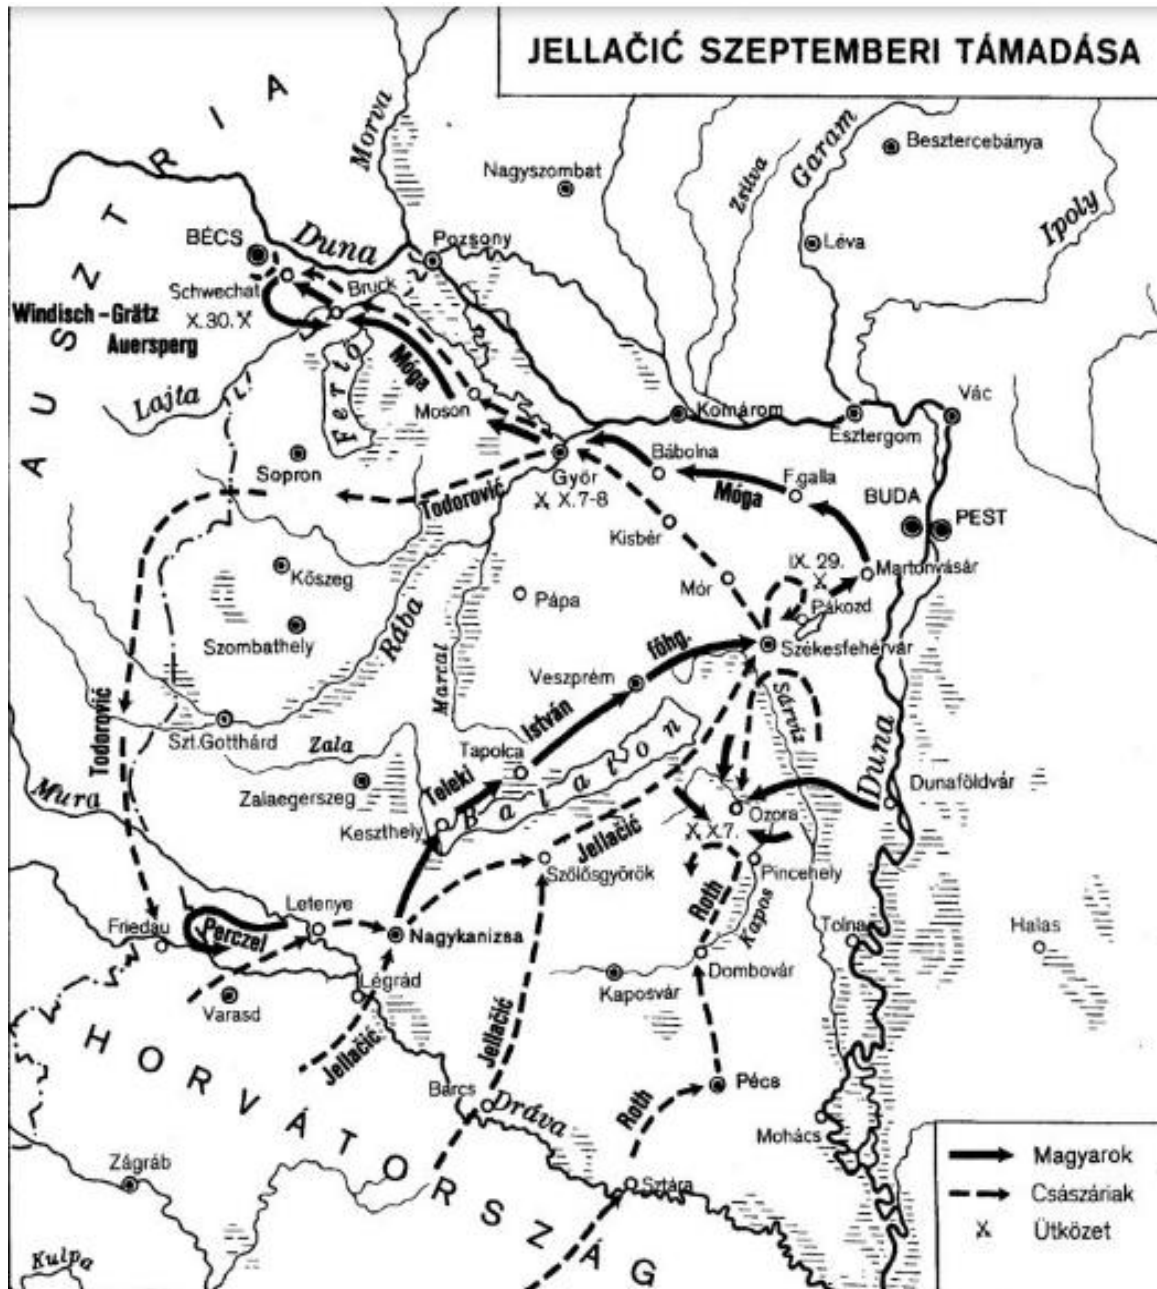 JELLAČIĆ SZEPTEMBERI TÁMADÁSA
AUSZTRIA
Morva
Nagyszombat
Zsitva
Garam
Besztercebánya
Ipoly
Léva
BÉCS
Duna
Pozsony
Schwechat
Bruck
X.30.
Windisch-Grätz
Auersperg
Lajta
Fertő
Móga
Moson
Sopron
Komárom
Esztergom
Vác
Győr
X.7-8
Bábolna
F.galla
Móga
BUDA
PEST
Todorović
Kisbér
Kőszeg
Pápa
Mór
IX. 29.
Martonvásár
Pákozd
Szombathely
Rába
Marcal
főhg.
Székesfehérvár
Veszprém
István
Sárvíz
Todorović
Szt.Gotthárd
Zala
Tapolca
Zalaegerszeg
Teleki
Balaton
Duna
Dunaföldvár
Mura
Keszthely
Jellačić
Ozora
X.7.
Szőlősgyörök
Pincehely
Roth
Kapos
Letenye
Friedau
Perczel
Nagykanizsa
Tolna
Halas
Légrád
Kaposvár
Dombovár
Varasd
Jellačić
Jellačić
HORVÁTORSZÁG
Barcs
Dráva
Roth
Pécs
Mohács
Zágráb
Sztára
Kulpa
Magyarok
Császáriak
Ütközet